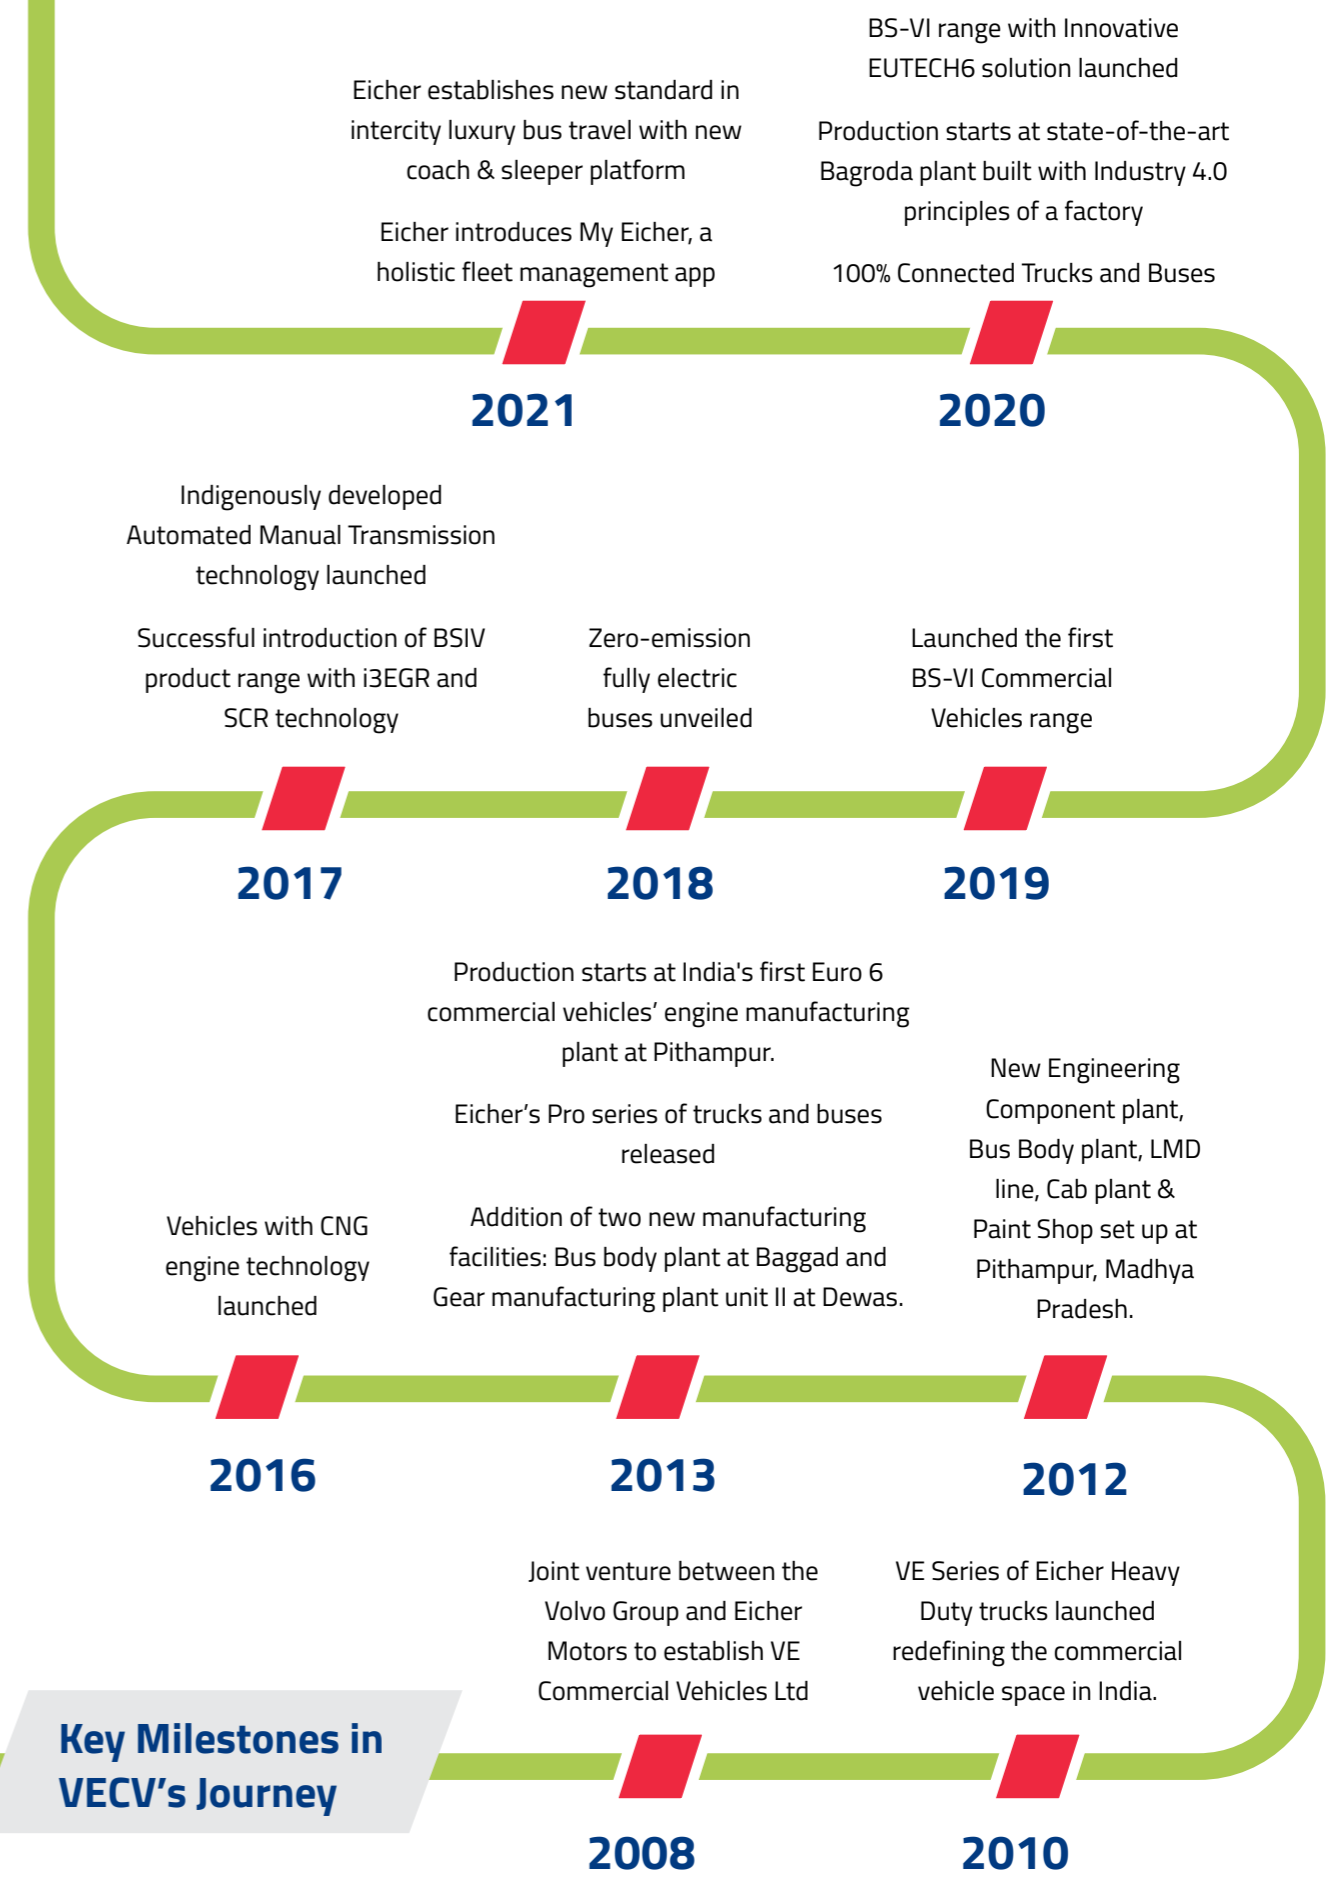 Eicher establishes new standard in
intercity luxury bus travel with new
coach & sleeper platform
Eicher introduces My Eicher, a
holistic fleet management app
2021
BS-VI range with Innovative
EUTECH6 solution launched
Production starts at state-of-the-art
Bagroda plant built with Industry 4.0
principles of a factory
100% Connected Trucks and Buses
2020
Indigenously developed
Automated Manual Transmission
technology launched
Successful introduction of BSIV
product range with i3EGR and
SCR technology
2017
Zero-emission
fully electric
buses unveiled
2018
Launched the first
BS-VI Commercial
Vehicles range
2019
Vehicles with CNG
engine technology
launched
2016
Production starts at India's first Euro 6
commercial vehicles’ engine manufacturing
plant at Pithampur.
Eicher’s Pro series of trucks and buses
released
Addition of two new manufacturing
facilities: Bus body plant at Baggad and
Gear manufacturing plant unit II at Dewas.
2013
New Engineering
Component plant,
Bus Body plant, LMD
line, Cab plant &
Paint Shop set up at
Pithampur, Madhya
Pradesh.
2012
Key Milestones in
VECV’s Journey
Joint venture between the
Volvo Group and Eicher
Motors to establish VE
Commercial Vehicles Ltd
2008
VE Series of Eicher Heavy
Duty trucks launched
redefining the commercial
vehicle space in India.
2010